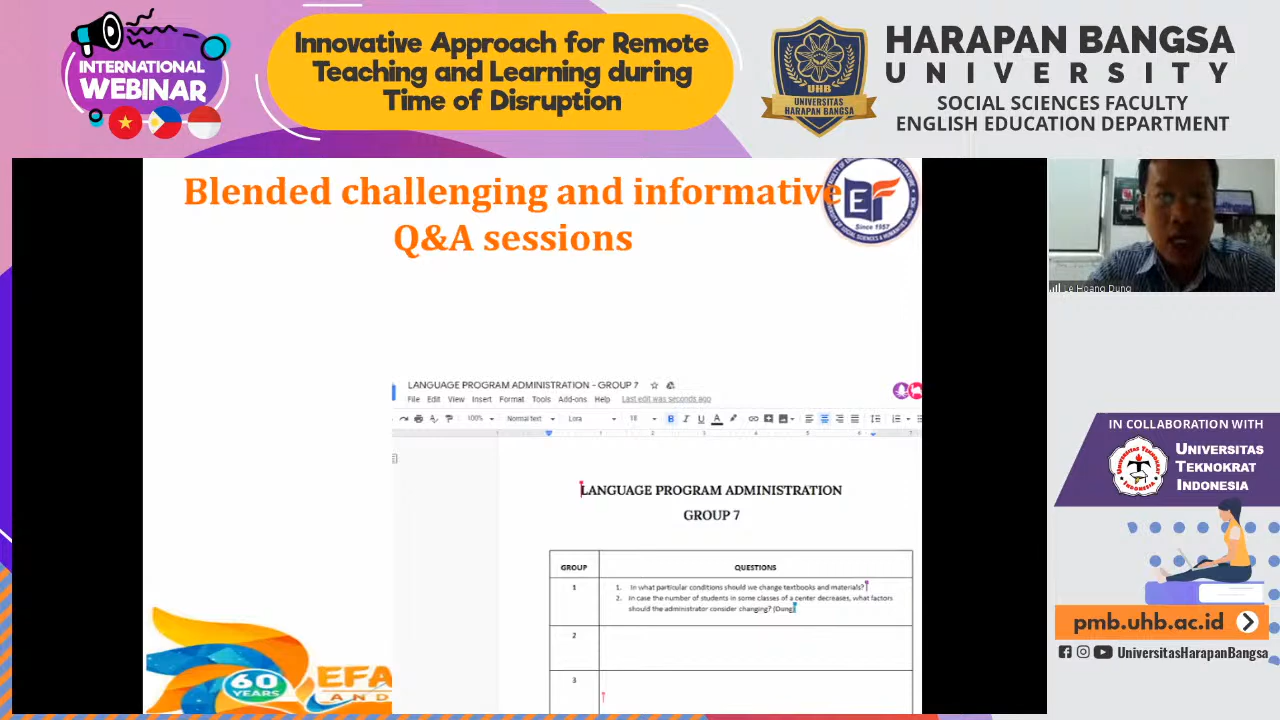 INTERNATIONAL
WEBINAR
Innovative Approach for Remote
Teaching and Learning during
Time of Disruption
UHB
UNIVERSITAS
HARAPAN BANGSA
HARAPAN BANGSA
UNIVERSITY
SOCIAL SCIENCES FACULTY
ENGLISH EDUCATION DEPARTMENT
Blended challenging and informative
Q&A sessions
EF
Since 1957
LANGUAGE PROGRAM ADMINISTRATION - GROUP 7
File Edit View Insert Format Tools Add-ons Help Last edit was seconds ago
100% Normal text Lora 18 B I U A
LANGUAGE PROGRAM ADMINISTRATION
GROUP 7
GROUP QUESTIONS
1 1. In what particular conditions should we change textbooks and materials?
2. In case the number of students in some classes of a center decreases, what factors
should the administrator consider changing? (Dung)
2
3
60
YEARS
EFA
AND
Le Hoang Dung
IN COLLABORATION WITH
UNIVERSITAS
TEKNOKRAT
INDONESIA
pmb.uhb.ac.id
UniversitasHarapanBangsa